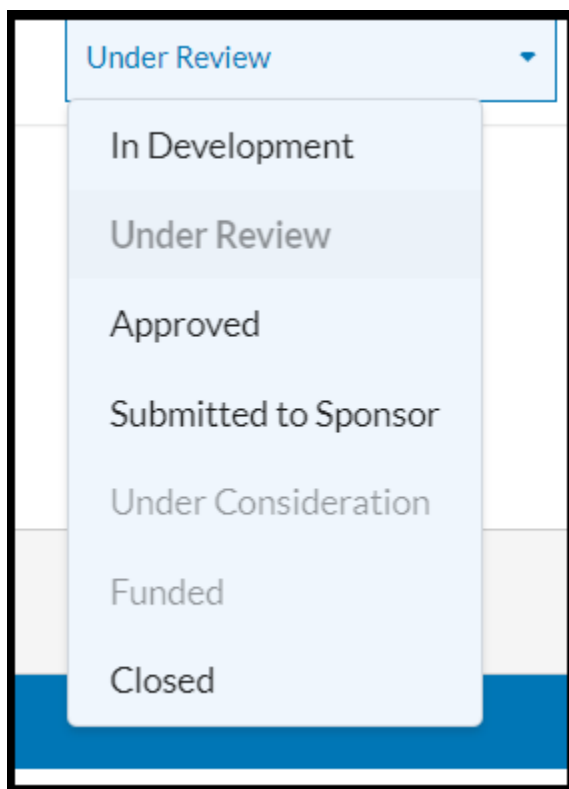 Under Review
In Development
Under Review
Approved
Submitted to Sponsor
Under Consideration
Funded
Closed